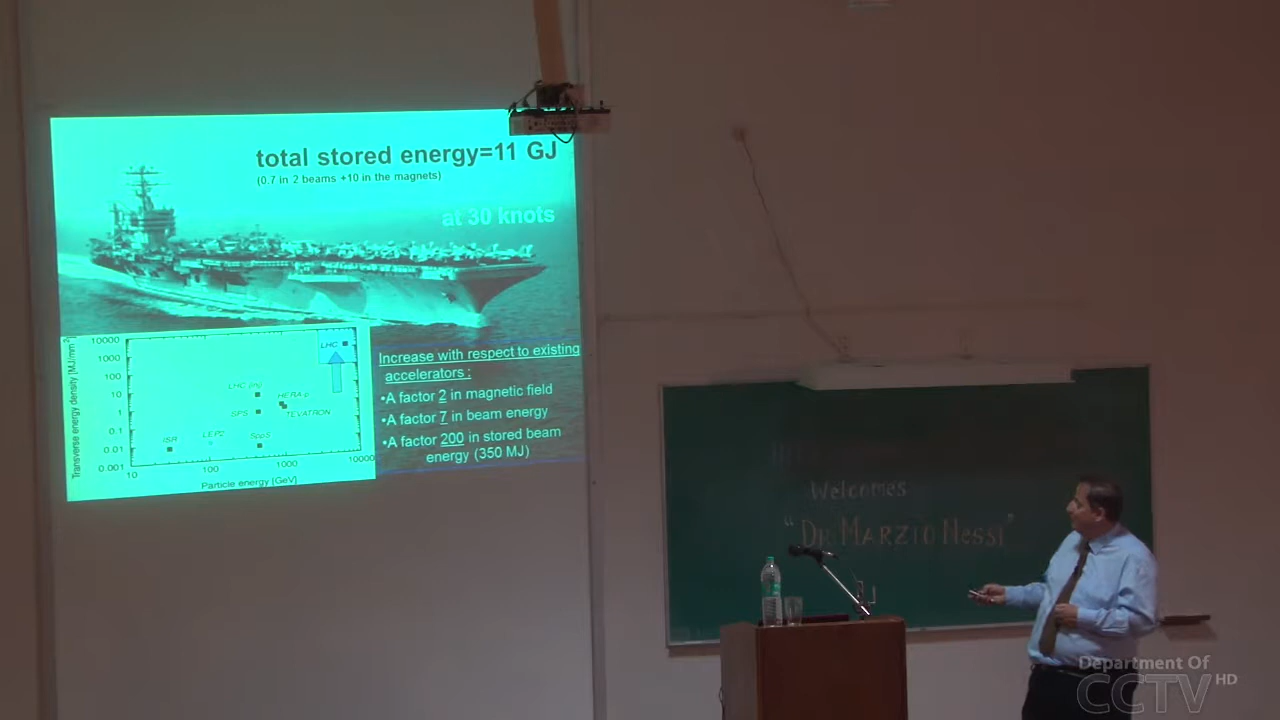 total stored energy=11 GJ
(0.7 in 2 beams +10 in the magnets)
at 30 knots
Transverse energy density [MJ/mm²]
10000
1000
100
10
1
0.1
0.01
0.001
LHC
LHC (inj)
HERA-p
SPS
TEVATRON
ISR
LEP2
SppS
10
100
1000
10000
Particle energy [GeV]
Increase with respect to existing
accelerators :
•A factor 2 in magnetic field
•A factor 7 in beam energy
•A factor 200 in stored beam
energy (350 MJ)
Welcomes
"Dr. MARZIO Nessi"
Department Of
CCTV HD